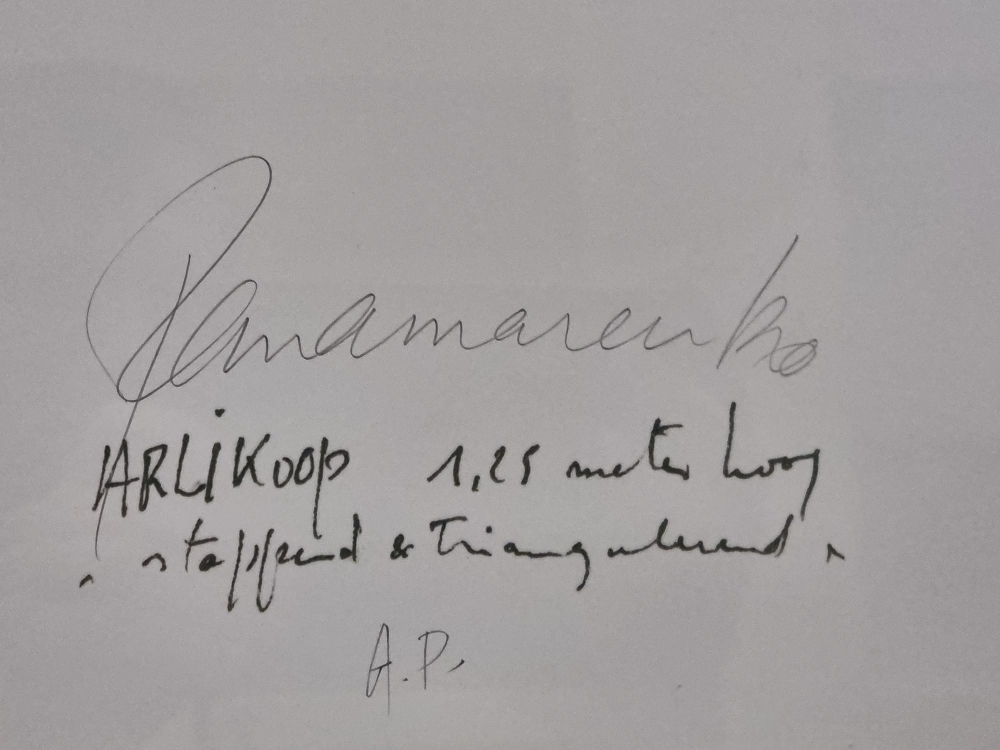 Panamarenko
ARLiKOOP 1,25 meter hoog
stappend & Triangulerend
A.P.